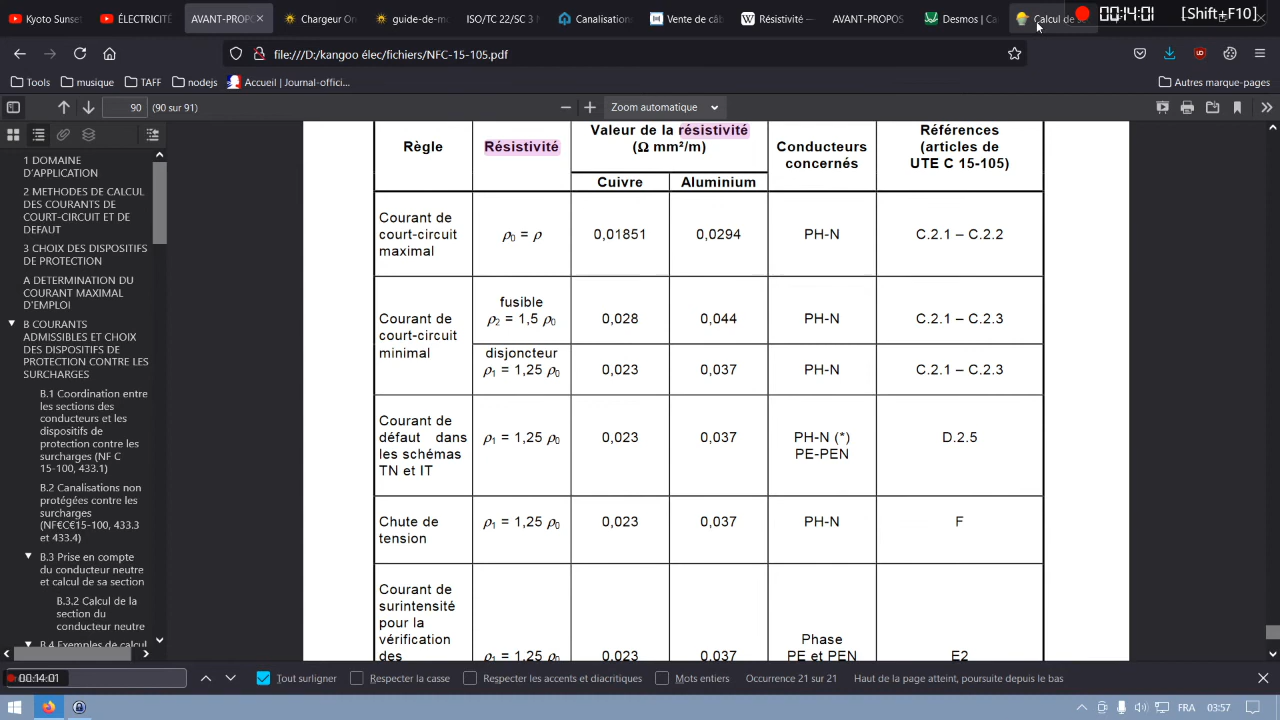 Kyoto Sunset
ÉLECTRICITÉ
AVANT-PROPO
Chargeur On
guide-de-mo
ISO/TC 22/SC 3
Canalisations
Vente de câb
Résistivité —
AVANT-PROPOS
Desmos | Ca
Calcul de
00:14:01 [Shift+F10]
file:///D:/kangoo élec/fichiers/NFC-15-105.pdf
Tools
musique
TAFF
nodejs
Accueil | Journal-offici...
Autres marque-pages
90 (90 sur 91)
Zoom automatique
1 DOMAINE
D'APPLICATION
2 METHODES DE CALCUL
DES COURANTS DE
COURT-CIRCUIT ET DE
DEFAUT
3 CHOIX DES DISPOSITIFS
DE PROTECTION
A DETERMINATION DU
COURANT MAXIMAL
D'EMPLOI
B COURANTS
ADMISSIBLES ET CHOIX
DES DISPOSITIFS DE
PROTECTION CONTRE LES
SURCHARGES
B.1 Coordination entre
les sections des
conducteurs et les
dispositifs de
protection contre les
surcharges (NF C
15-100, 433.1)
B.2 Canalisations non
protégées contre les
surcharges
(NF€C€15-100, 433.3
et 433.4)
B.3 Prise en compte
du conducteur neutre
et calcul de sa section
B.3.2 Calcul de la
section du
conducteur neutre
B.4 Exemples de calcul
Règle
Résistivité
Valeur de la résistivité
(Ω mm²/m)
Cuivre
Aluminium
Conducteurs
concernés
Références
(articles de
UTE C 15-105)
Courant de
court-circuit
maximal
ρ0 = ρ
0,01851
0,0294
PH-N
C.2.1 – C.2.2
Courant de
court-circuit
minimal
fusible
ρ2 = 1,5 ρ0
0,028
0,044
PH-N
C.2.1 – C.2.3
disjoncteur
ρ1 = 1,25 ρ0
0,023
0,037
PH-N
C.2.1 – C.2.3
Courant de
défaut dans
les schémas
TN et IT
ρ1 = 1,25 ρ0
0,023
0,037
PH-N (*)
PE-PEN
D.2.5
Chute de
tension
ρ1 = 1,25 ρ0
0,023
0,037
PH-N
F
Courant de
surintensité
pour la
vérification
des
ρ1 = 1,25 ρ0
0,023
0,037
Phase
PE et PEN
E2
00:14:01
Tout surligner
Respecter la casse
Respecter les accents et diacritiques
Mots entiers
Occurrence 21 sur 21
Haut de la page atteint, poursuite depuis le bas
FRA
03:57